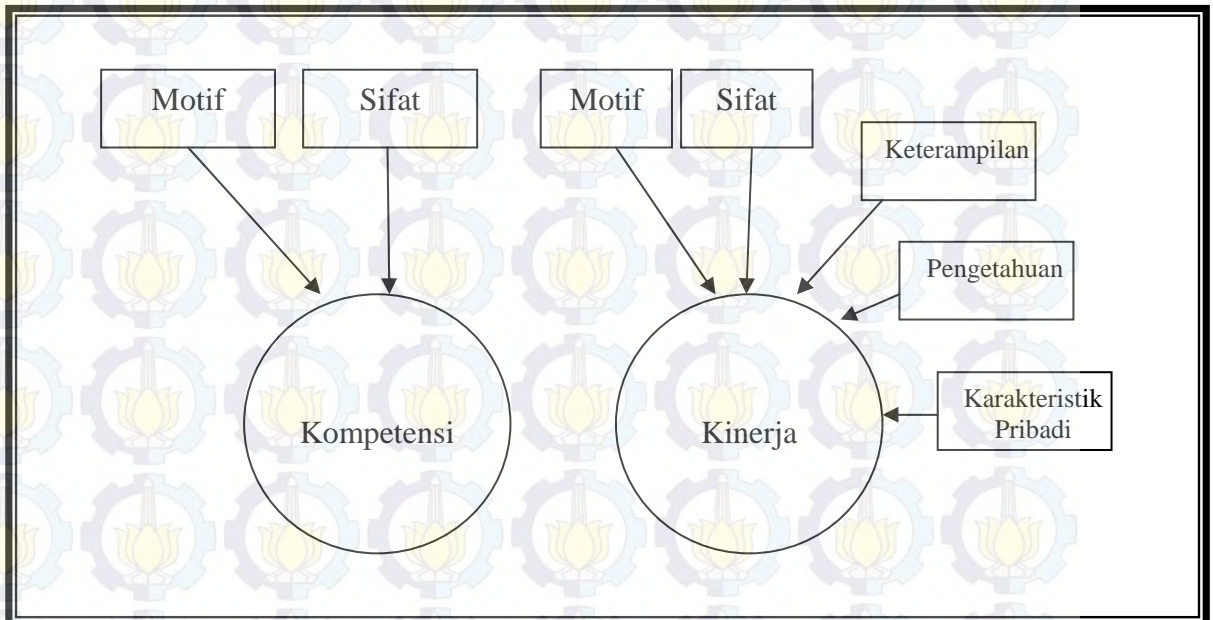 Motif
Sifat
Motif
Sifat
Keterampilan
Pengetahuan
Karakteristik
Pribadi
Kompetensi
Kinerja